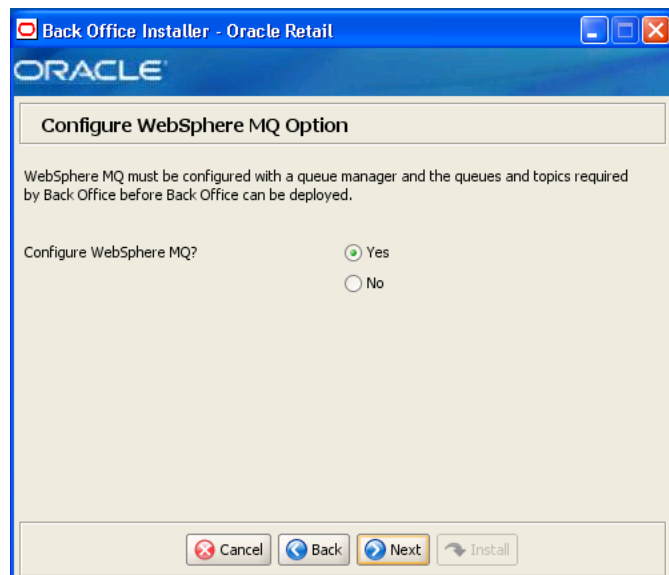 Back Office Installer - Oracle Retail
ORACLE
Configure WebSphere MQ Option
WebSphere MQ must be configured with a queue manager and the queues and topics required
by Back Office before Back Office can be deployed.
Configure WebSphere MQ?
Yes
No
Cancel
Back
Next
Install